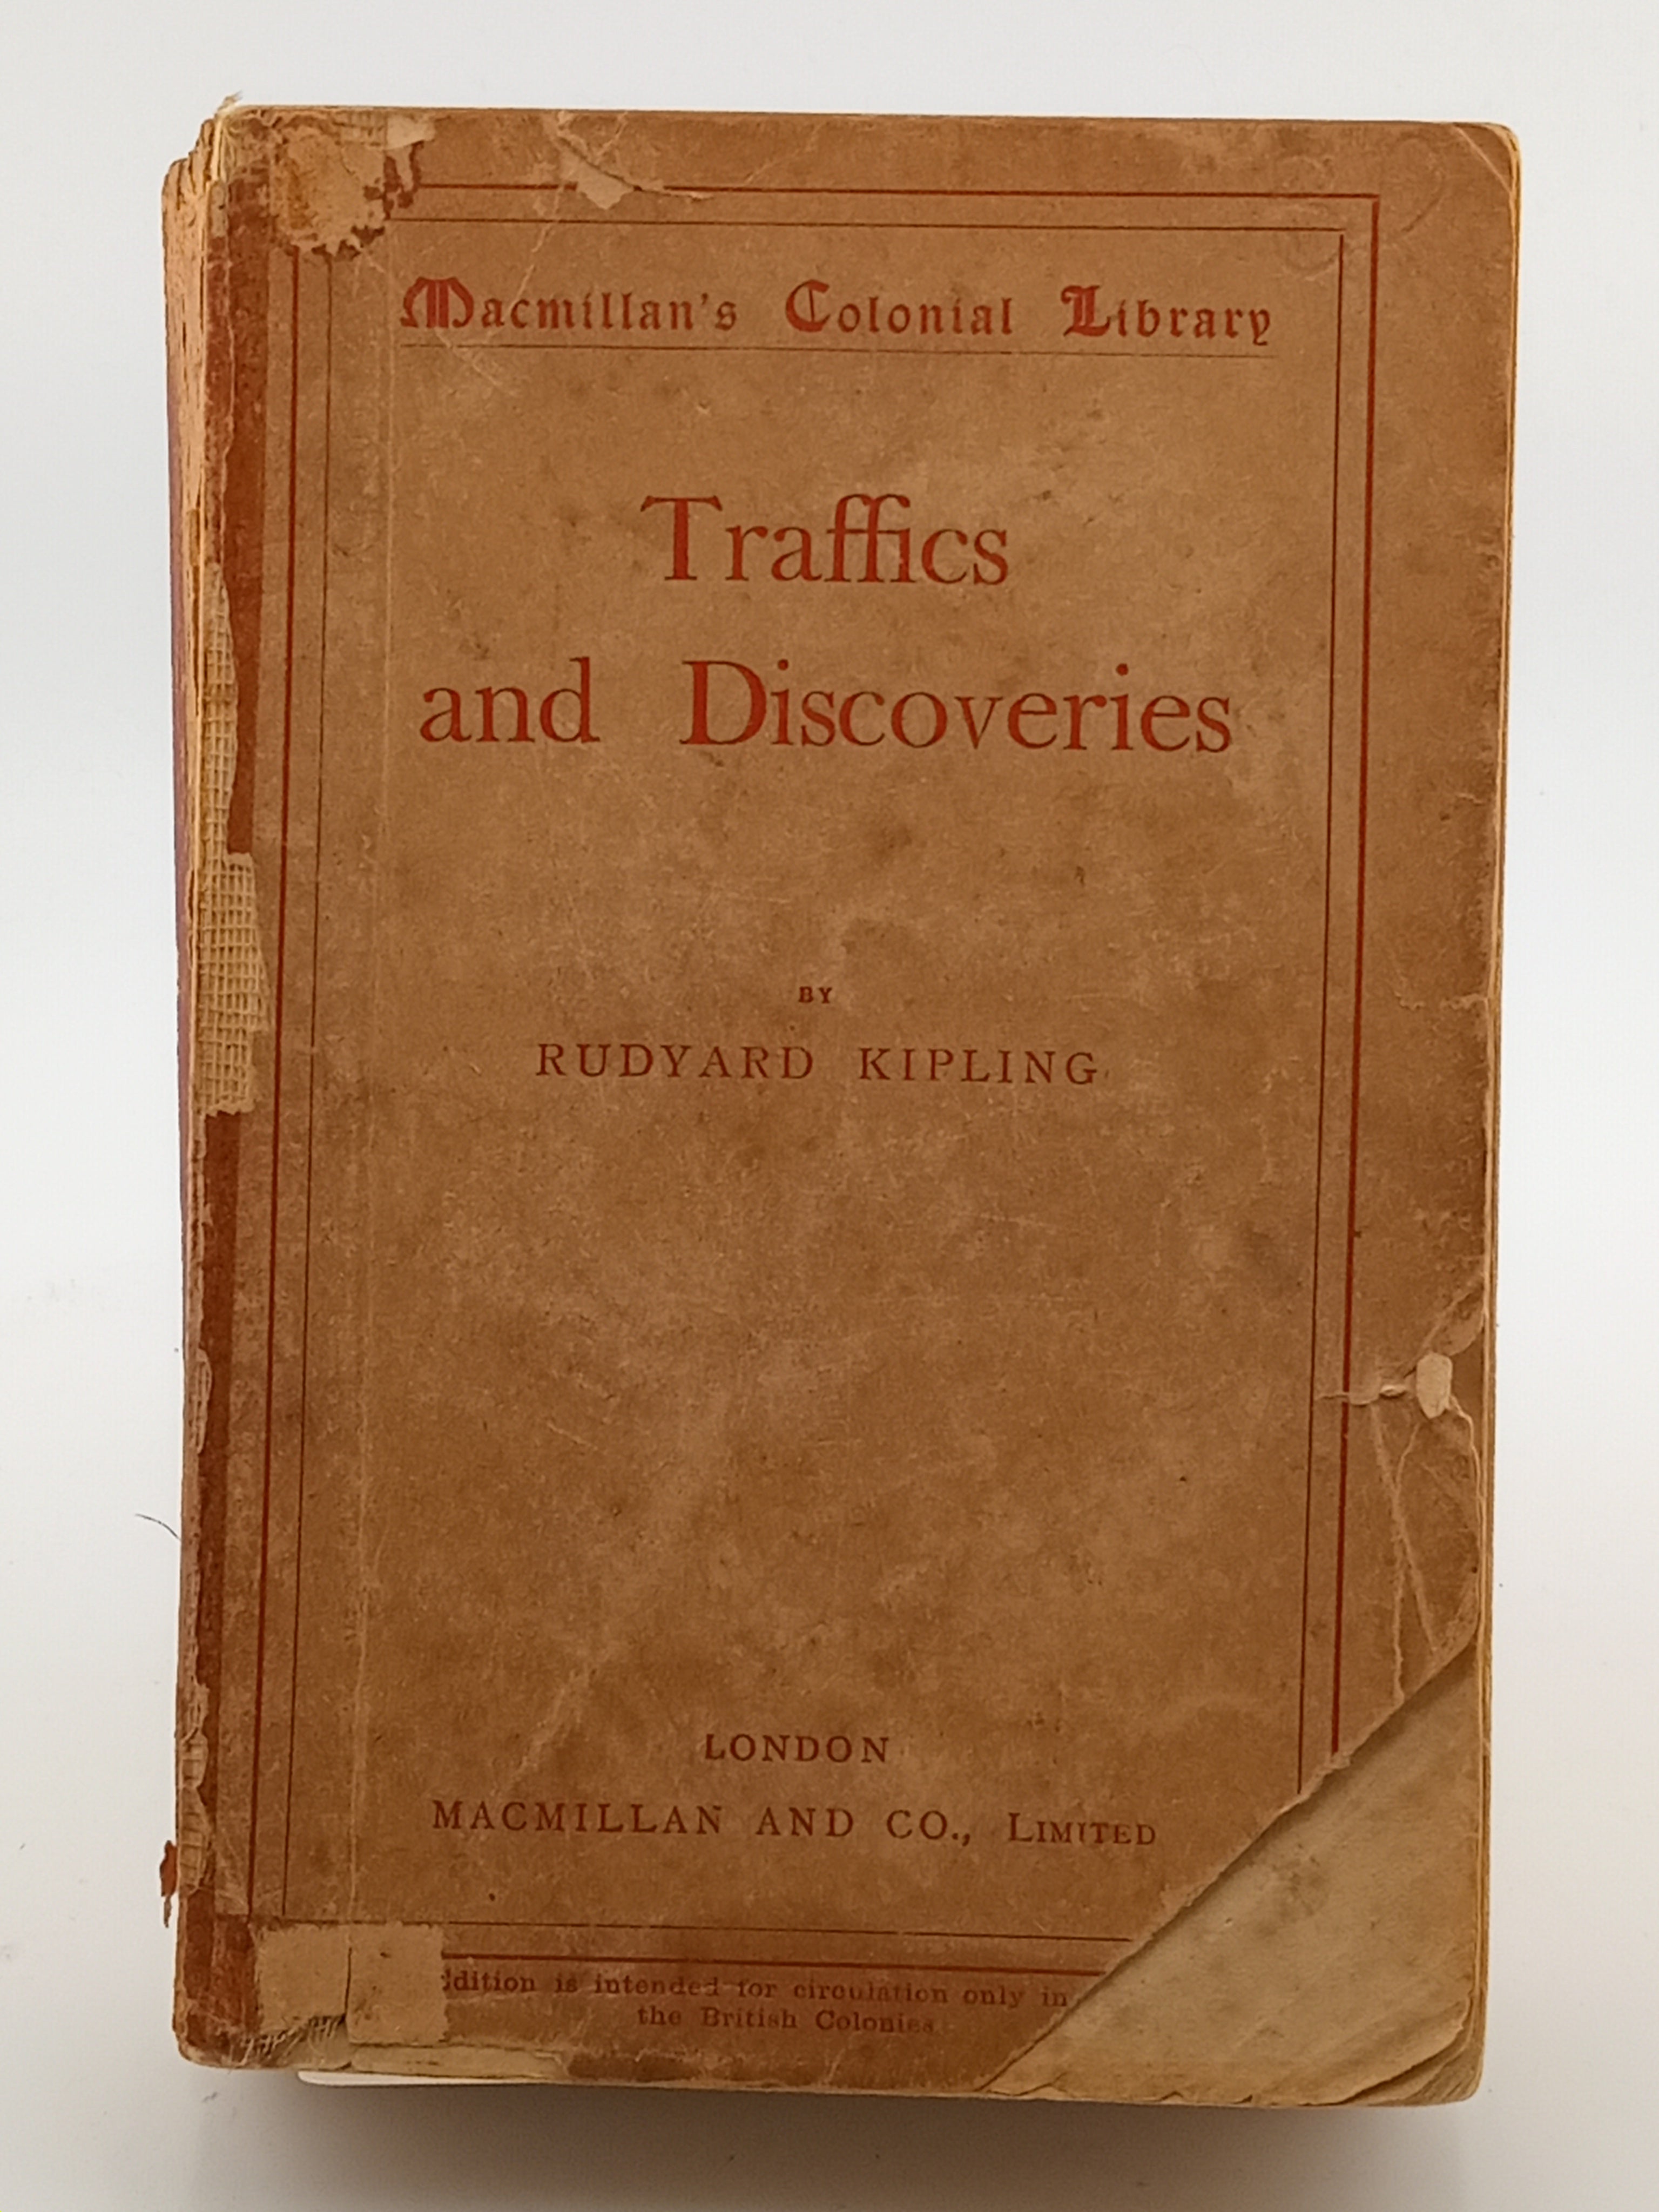 Macmillan's Colonial Library
Traffics
and Discoveries
BY
RUDYARD KIPLING
LONDON
MACMILLAN AND CO., LIMITED
dition is intended for circulation only in
the British Colonies